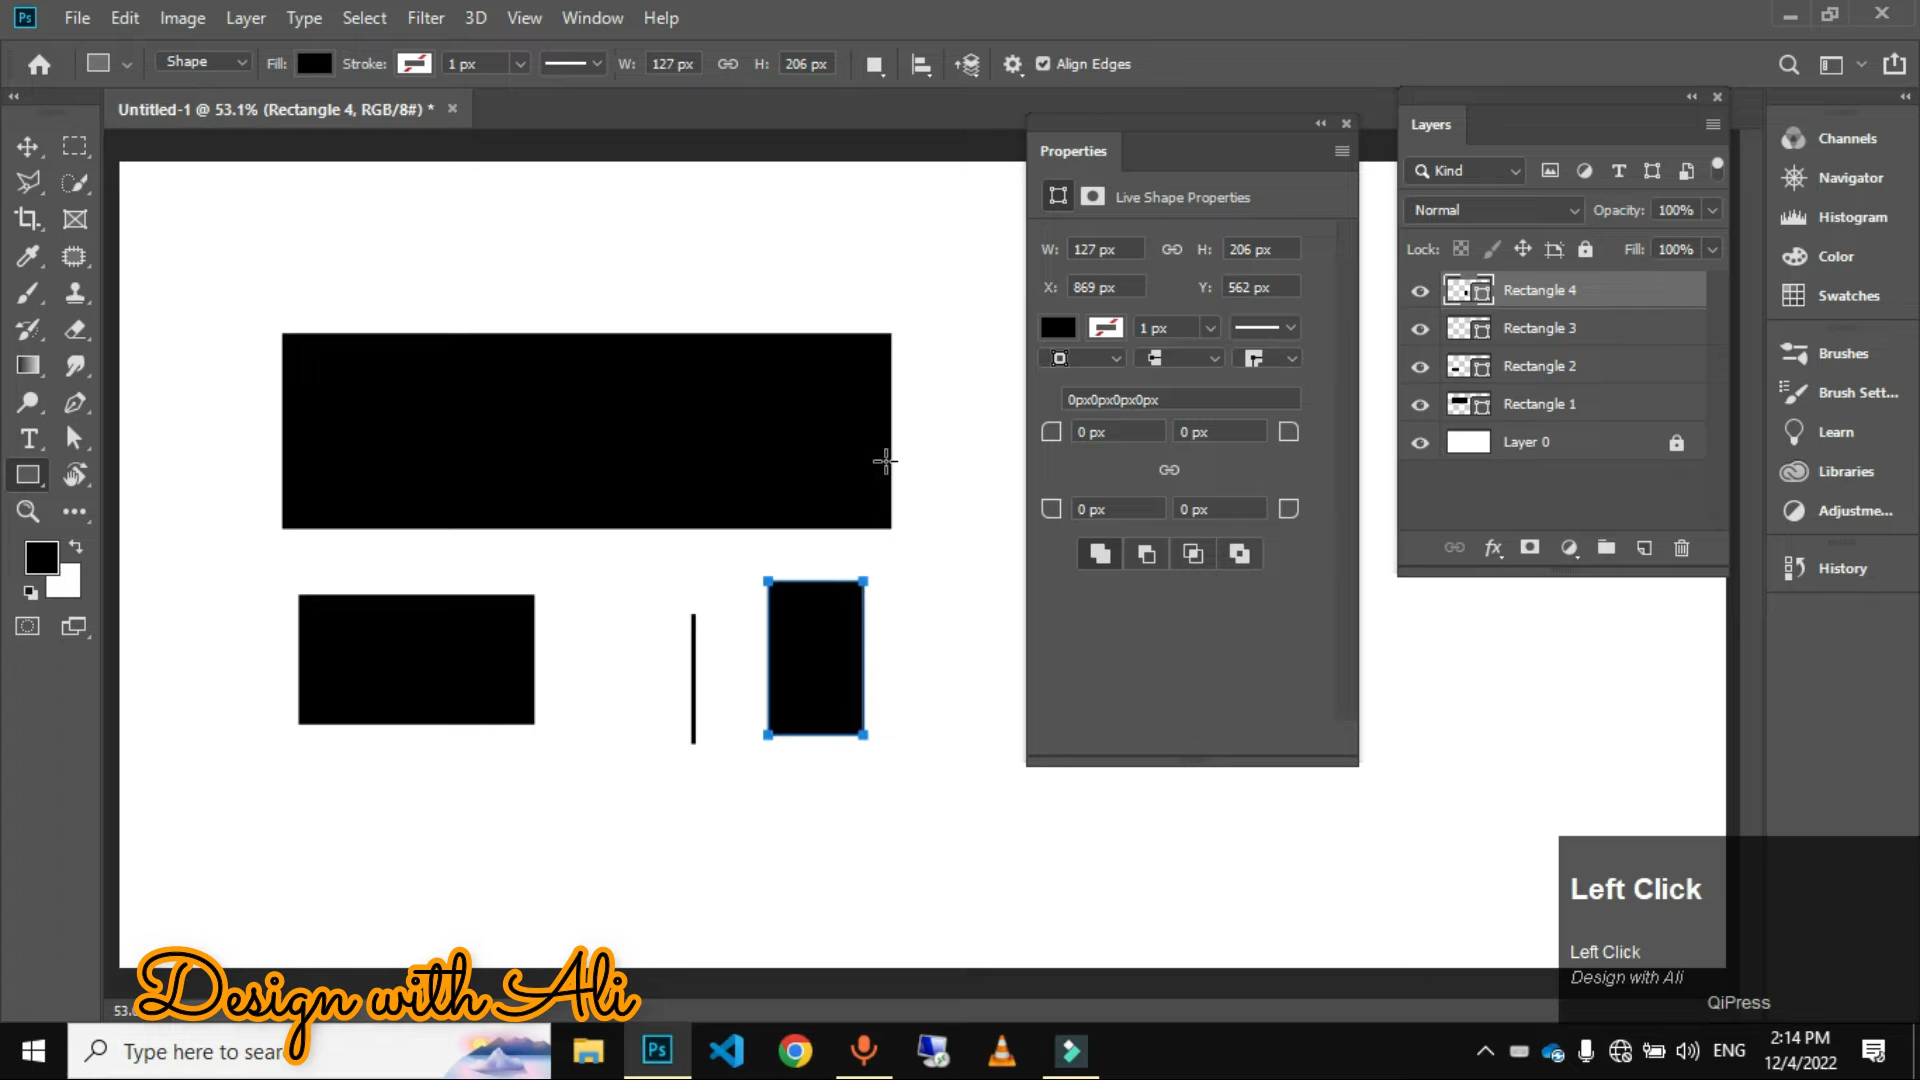 Ps File Edit Image Layer Type Select Filter 3D View Window Help
Shape Fill: Stroke: 1 px W: 127 px H: 206 px Align Edges
Untitled-1 @ 53.1% (Rectangle 4, RGB/8#) *
Properties
Live Shape Properties
W: 127 px H: 206 px
X: 869 px Y: 562 px
1 px
0px0px0px0px
0 px 0 px
0 px 0 px
Layers
Kind
Normal Opacity: 100%
Lock: Fill: 100%
Rectangle 4
Rectangle 3
Rectangle 2
Rectangle 1
Layer 0
fx
Channels
Navigator
Histogram
Color
Swatches
Brushes
Brush Sett...
Learn
Libraries
Adjustme...
History
Left Click
Left Click
Design with Ali
QiPress
Design with Ali
53.
Type here to sear
Ps
ENG
2:14 PM
12/4/2022